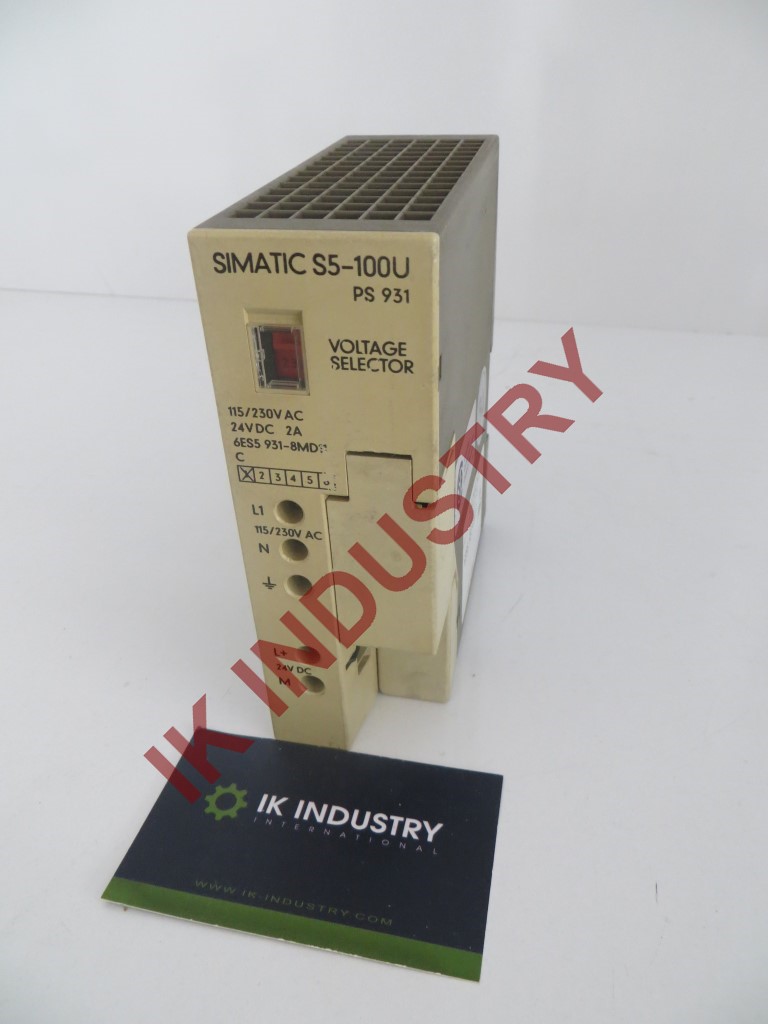 SIMATIC S5-100U
PS 931
VOLTAGE
SELECTOR
115/230V AC
24V DC 2A
C
2 3 4 5
L1
115/230V AC
N
L+
24V DC
M
IK INDUSTRY
IK INDUSTRY
INTERNATIONAL
WWW.IK-INDUSTRY.COM